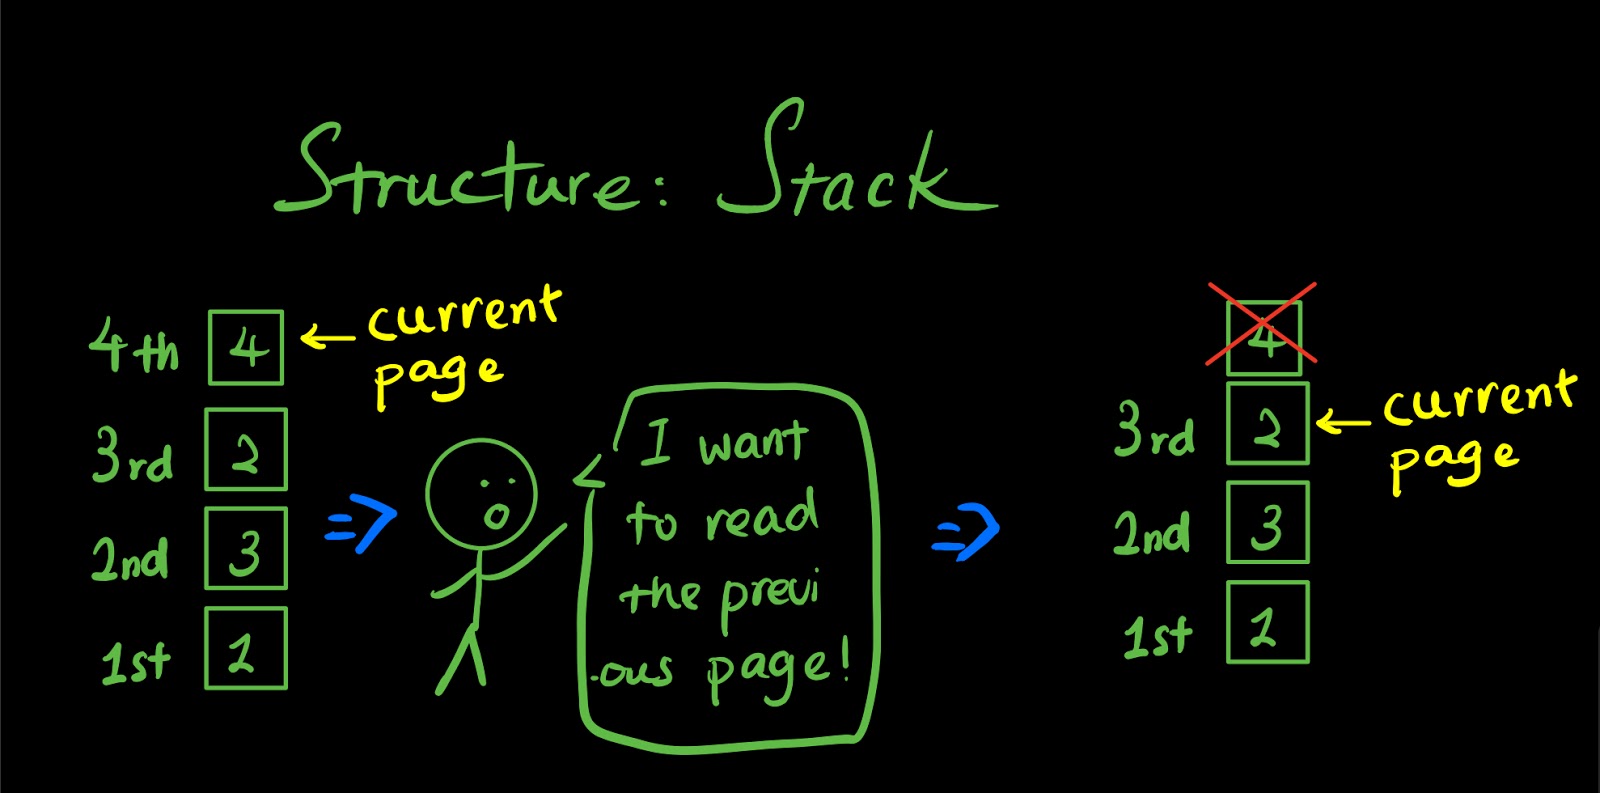 Structure: Stack
4th 4 ← current
page
3rd 2
2nd 3
1st 1
⇒
I want
to read
the previ
ous page!
⇒
4
3rd 2 ← current
page
2nd 3
1st 1